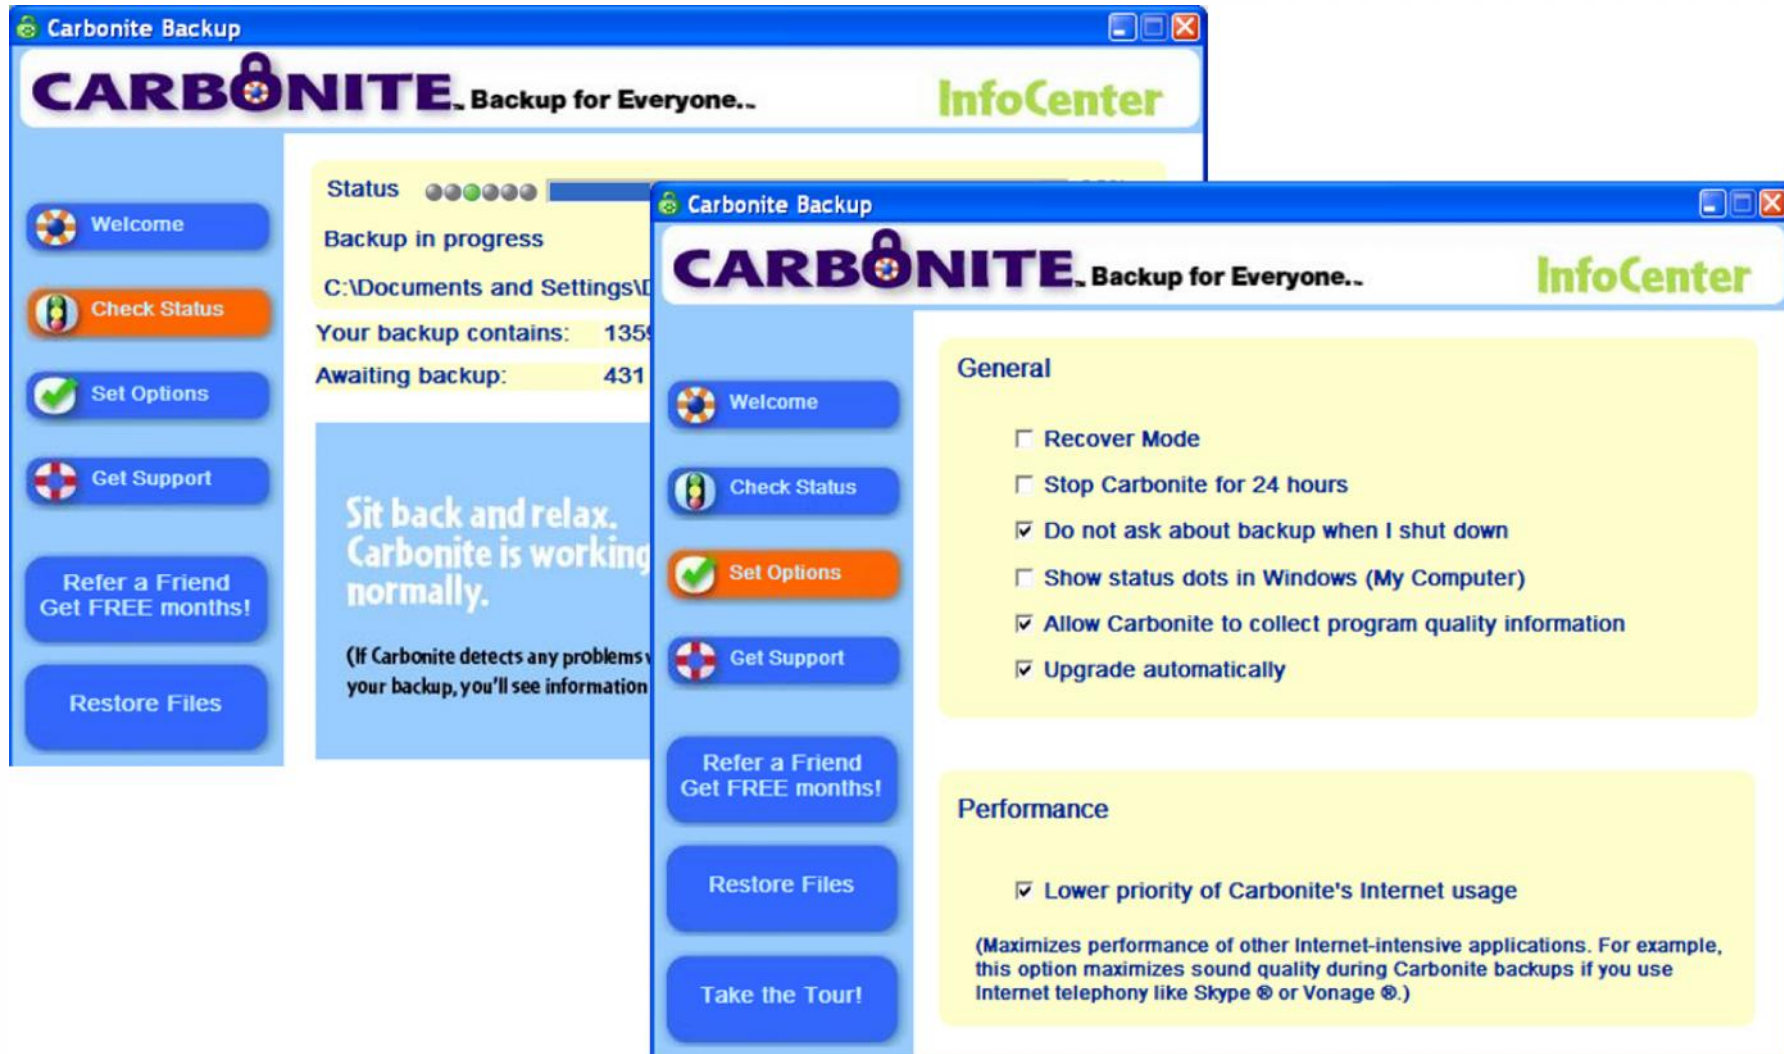 Carbonite Backup
CARBONITE™ Backup for Everyone.™
InfoCenter
Welcome
Check Status
Set Options
Get Support
Refer a Friend
Get FREE months!
Restore Files
Status
Backup in progress
C:\Documents and Settings\D
Your backup contains: 1359
Awaiting backup: 431
Sit back and relax.
Carbonite is working
normally.
(If Carbonite detects any problems
your backup, you'll see information
Carbonite Backup
CARBONITE™ Backup for Everyone.™
InfoCenter
Welcome
Check Status
Set Options
Get Support
Refer a Friend
Get FREE months!
Restore Files
Take the Tour!
General
Recover Mode
Stop Carbonite for 24 hours
Do not ask about backup when I shut down
Show status dots in Windows (My Computer)
Allow Carbonite to collect program quality information
Upgrade automatically
Performance
Lower priority of Carbonite's Internet usage
(Maximizes performance of other Internet-intensive applications. For example,
this option maximizes sound quality during Carbonite backups if you use
Internet telephony like Skype ® or Vonage ®.)